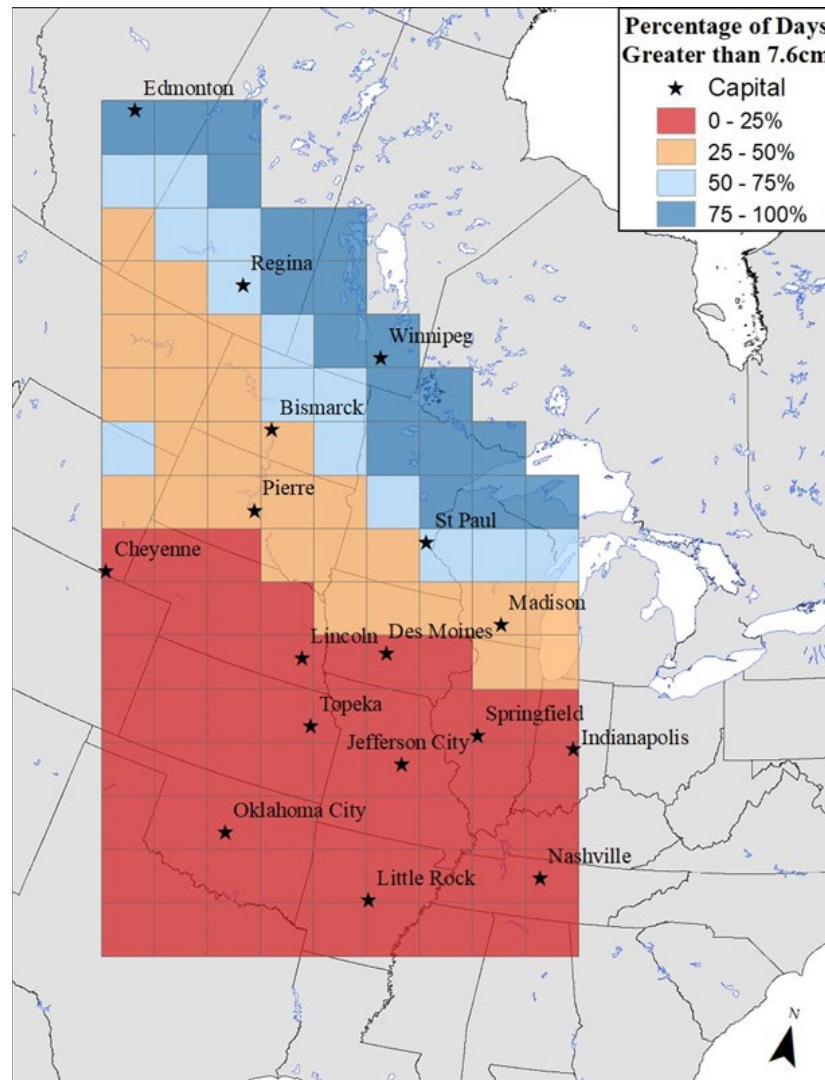 Percentage of Days
Greater than 7.6cm
Capital
0 - 25%
25 - 50%
50 - 75%
75 - 100%
Edmonton
Regina
Winnipeg
Bismarck
Pierre
St Paul
Cheyenne
Madison
Lincoln
Des Moines
Topeka
Springfield
Jefferson City
Indianapolis
Oklahoma City
Nashville
Little Rock
N